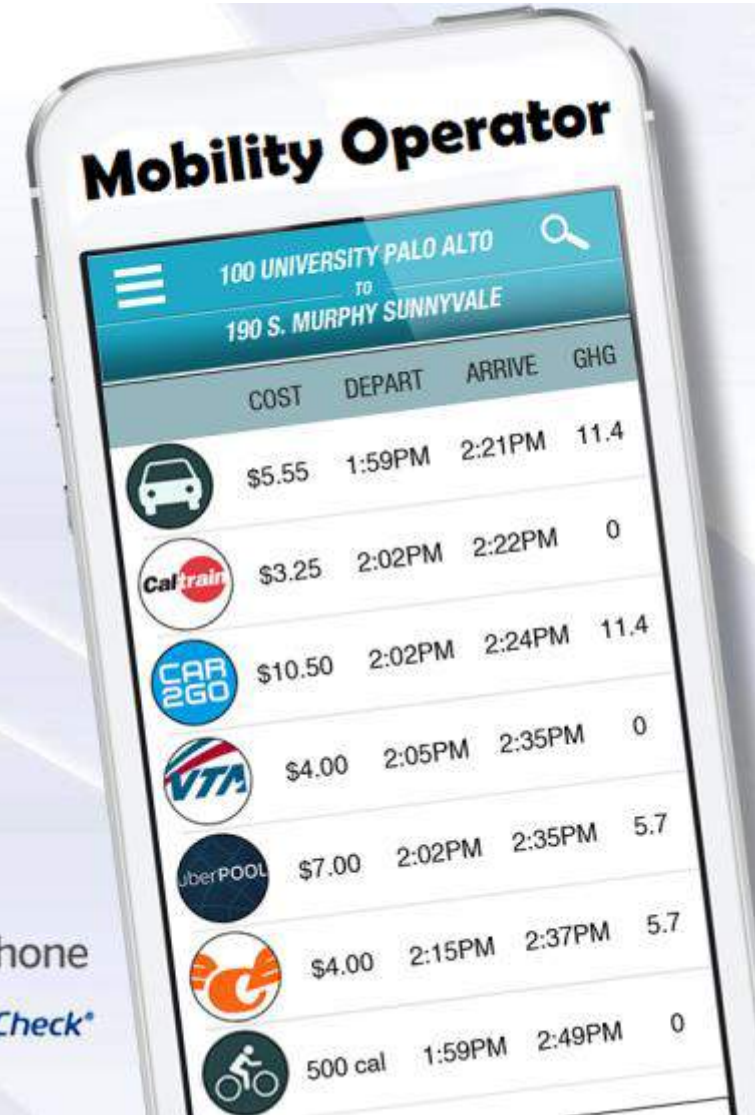 Mobility Operator
100 UNIVERSITY PALO ALTO
TO
190 S. MURPHY SUNNYVALE
COST DEPART ARRIVE GHG
$5.55 1:59PM 2:21PM 11.4
Caltrain $3.25 2:02PM 2:22PM 0
CAR
2GO
$10.50 2:02PM 2:24PM 11.4
VTA $4.00 2:05PM 2:35PM 0
uberPOOL $7.00 2:02PM 2:35PM 5.7
$4.00 2:15PM 2:37PM 5.7
500 cal 1:59PM 2:49PM 0
hone
Check®